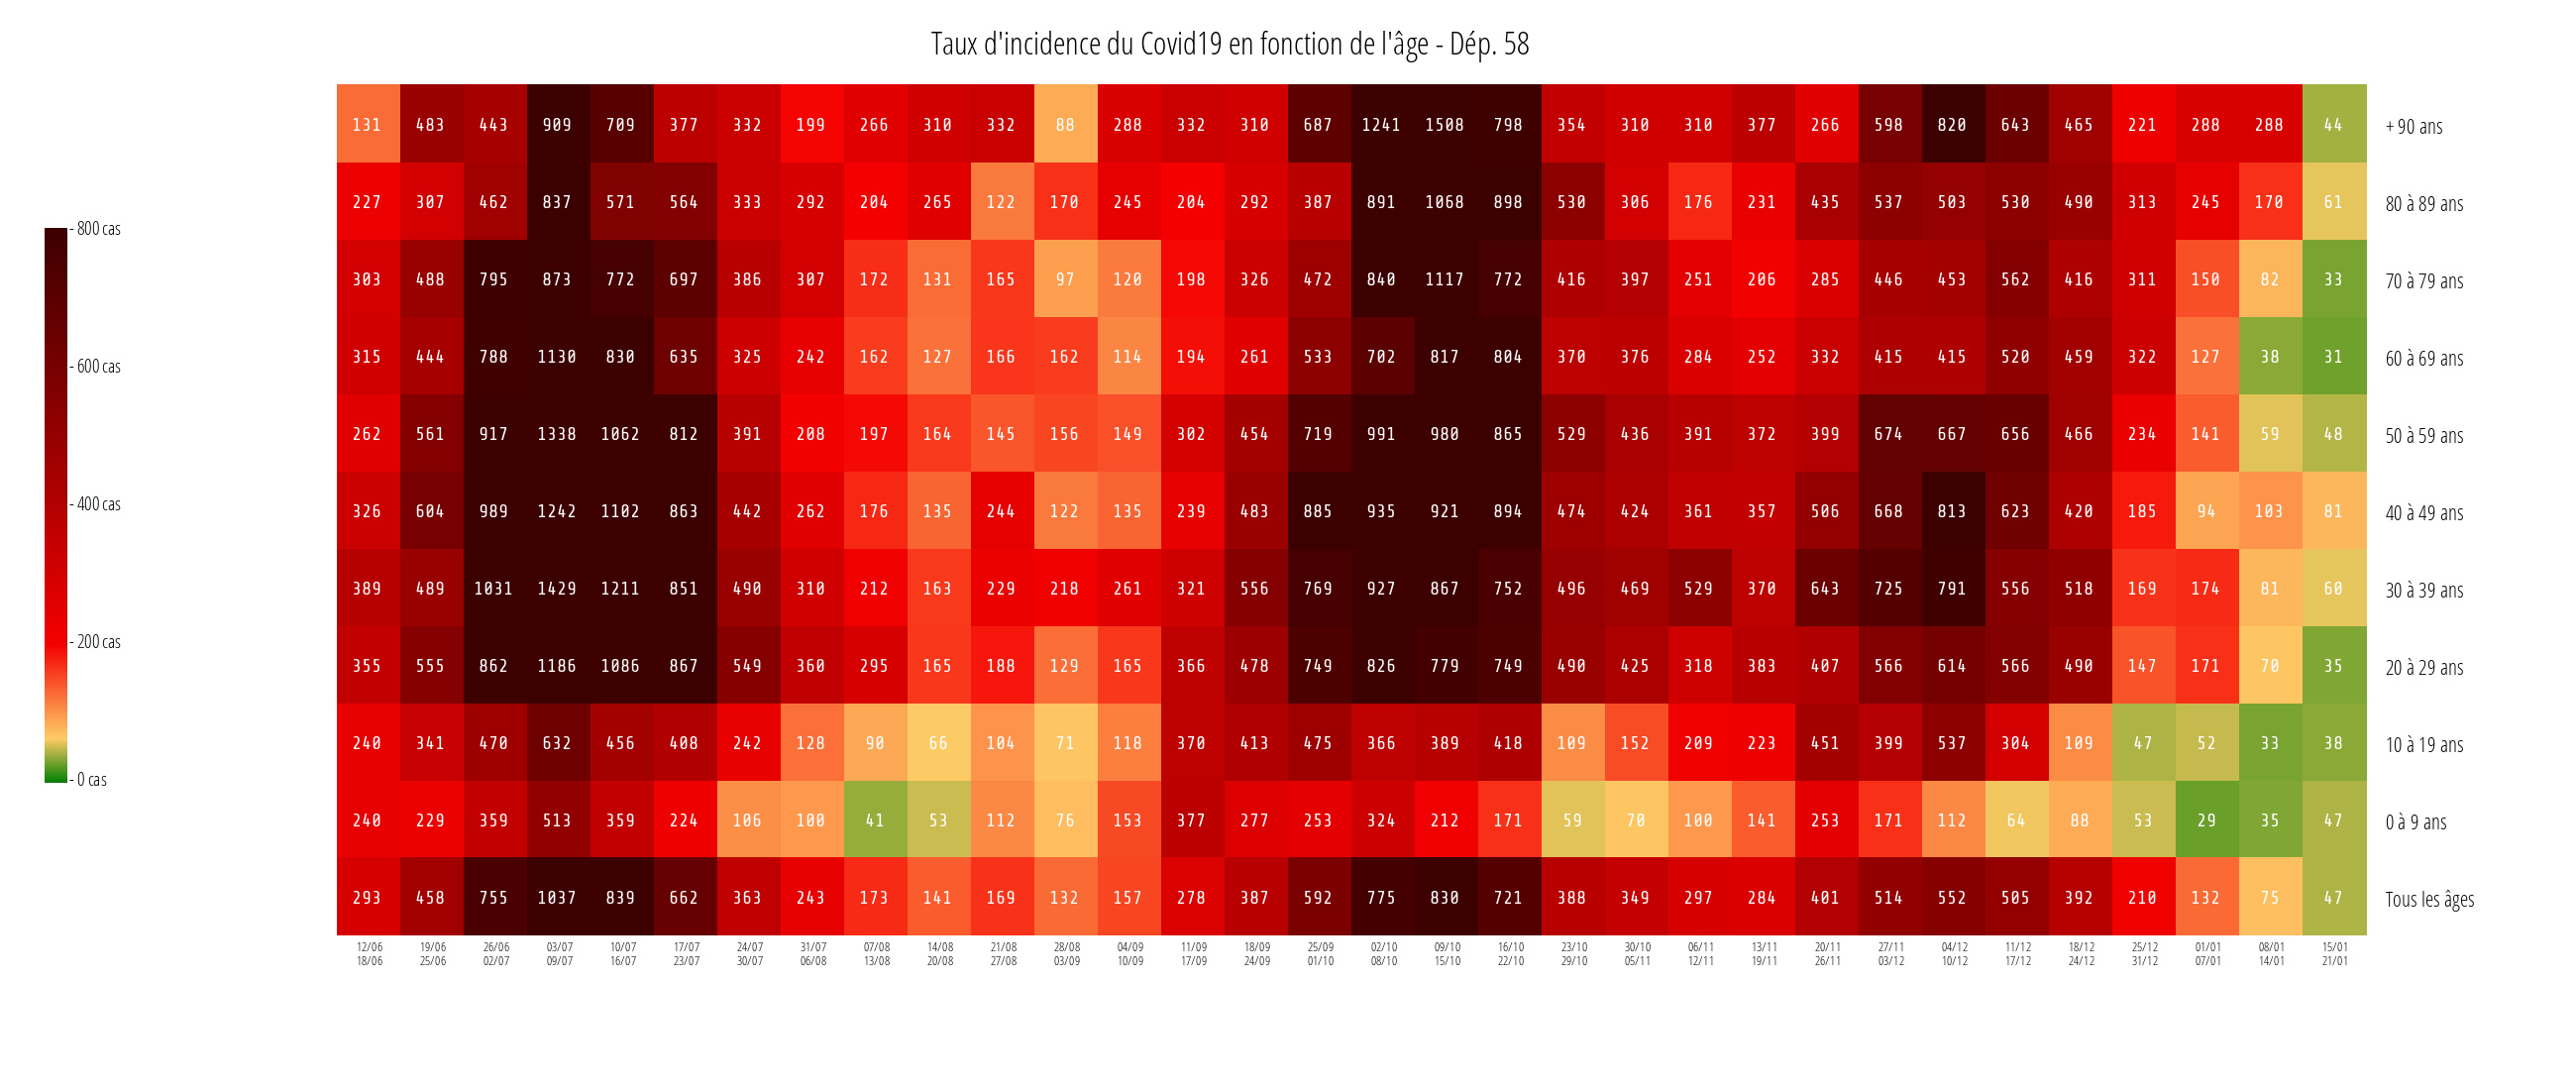 Taux d'incidence du Covid19 en fonction de l'âge - Dép. 58
- 800 cas
- 600 cas
- 400 cas
- 200 cas
- 0 cas
131 483 443 909 709 377 332 199 266 310 332 88 288 332 310 687 1241 1508 798 354 310 310 377 266 598 820 643 465 221 288 288 44 + 90 ans
227 307 462 837 571 564 333 292 204 265 122 170 245 204 292 387 891 1068 898 530 306 176 231 435 537 503 530 490 313 245 170 61 80 à 89 ans
303 488 795 873 772 697 386 307 172 131 165 97 120 198 326 472 840 1117 772 416 397 251 206 285 446 453 562 416 311 150 82 33 70 à 79 ans
315 444 788 1130 830 635 325 242 162 127 166 162 114 194 261 533 702 817 804 370 376 284 252 332 415 415 520 459 322 127 38 31 60 à 69 ans
262 561 917 1338 1062 812 391 208 197 164 145 156 149 302 454 719 991 980 865 529 436 391 372 399 674 667 656 466 234 141 59 48 50 à 59 ans
326 604 989 1242 1102 863 442 262 176 135 244 122 135 239 483 885 935 921 894 474 424 361 357 506 668 813 623 420 185 94 103 81 40 à 49 ans
389 489 1031 1429 1211 851 490 310 212 163 229 218 261 321 556 769 927 867 752 496 469 529 370 643 725 791 556 518 169 174 81 60 30 à 39 ans
355 555 862 1186 1086 867 549 360 295 165 188 129 165 366 478 749 826 779 749 490 425 318 383 407 566 614 566 490 147 171 70 35 20 à 29 ans
240 341 470 632 456 408 242 128 90 66 104 71 118 370 413 475 366 389 418 109 152 209 223 451 399 537 304 109 47 52 33 38 10 à 19 ans
240 229 359 513 359 224 106 100 41 53 112 76 153 377 277 253 324 212 171 59 70 100 141 253 171 112 64 88 53 29 35 47 0 à 9 ans
293 458 755 1037 839 662 363 243 173 141 169 132 157 278 387 592 775 830 721 388 349 297 284 401 514 552 505 392 210 132 75 47 Tous les âges
12/06 19/06 26/06 03/07 10/07 17/07 24/07 31/07 07/08 14/08 21/08 28/08 04/09 11/09 18/09 25/09 02/10 09/10 16/10 23/10 30/10 06/11 13/11 20/11 27/11 04/12 11/12 18/12 25/12 01/01 08/01 15/01
18/06 25/06 02/07 09/07 16/07 23/07 30/07 06/08 13/08 20/08 27/08 03/09 10/09 17/09 24/09 01/10 08/10 15/10 22/10 29/10 05/11 12/11 19/11 26/11 03/12 10/12 17/12 24/12 31/12 07/01 14/01 21/01